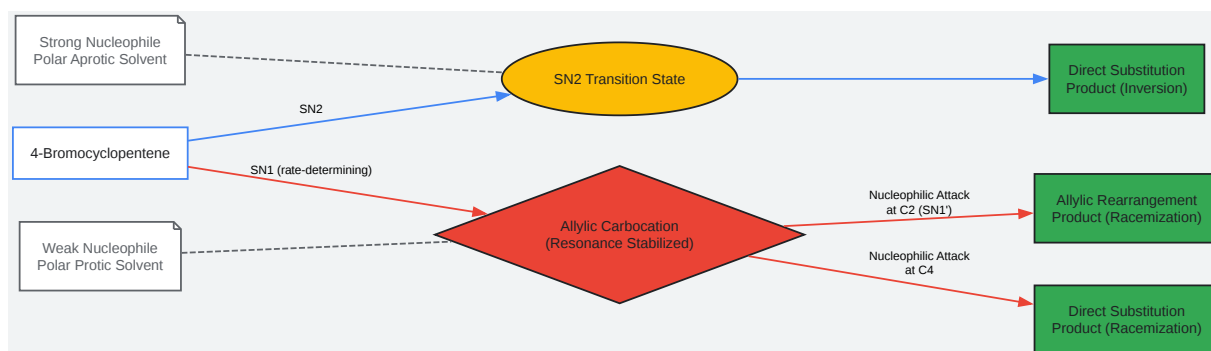 Strong Nucleophile
Polar Aprotic Solvent
SN2 Transition State
Direct Substitution
Product (Inversion)
SN2
4-Bromocyclopentene
SN1 (rate-determining)
Nucleophilic Attack
at C2 (SN1')
Allylic Rearrangement
Product (Racemization)
Allylic Carbocation
(Resonance Stabilized)
Weak Nucleophile
Polar Protic Solvent
Nucleophilic Attack
at C4
Direct Substitution
Product (Racemization)